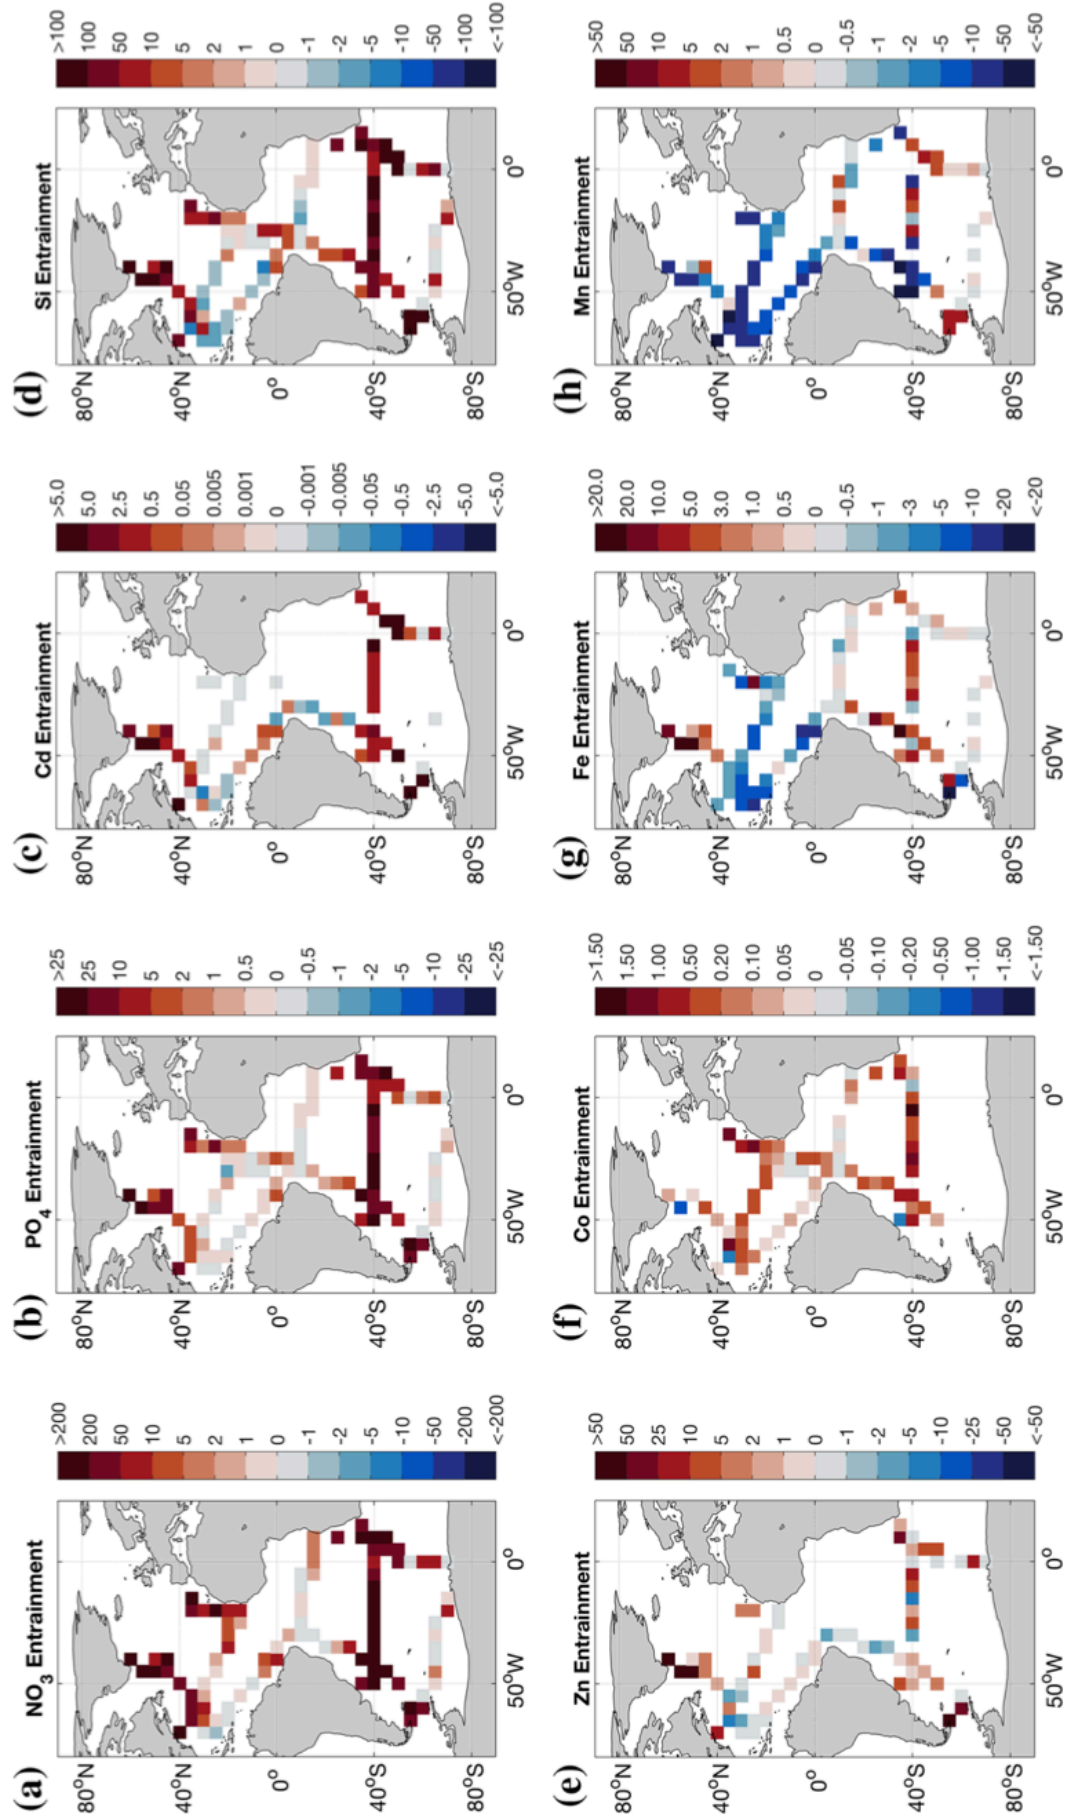 (a)
NO3 Entrainment
80°N
40°N
0°
40°S
80°S
50°W
0°
>200
200
50
10
5
2
1
0
-1
-2
-5
-10
-50
-200
<-200
(b)
PO4 Entrainment
80°N
40°N
0°
40°S
80°S
50°W
0°
>25
25
10
5
2
1
0.5
0
-0.5
-1
-2
-5
-10
-25
<-25
(c)
Cd Entrainment
80°N
40°N
0°
40°S
80°S
50°W
0°
>5.0
5.0
2.5
1.5
0.05
0.005
0.001
0
-0.001
-0.005
-0.05
-0.5
-2.5
-5.0
<-5.0
(d)
Si Entrainment
80°N
40°N
0°
40°S
80°S
50°W
0°
>100
100
50
10
5
2
1
0
-1
-2
-5
-10
-50
-100
<-100
(e)
Zn Entrainment
80°N
40°N
0°
40°S
80°S
50°W
0°
>50
50
25
10
5
2
1
0
-1
-2
-5
-10
-25
-50
<-50
(f)
Co Entrainment
80°N
40°N
0°
40°S
80°S
50°W
0°
>1.50
1.50
1.00
0.50
0.20
0.10
0.05
0
-0.05
-0.10
-0.20
-0.50
-1.00
-1.50
<-1.50
(g)
Fe Entrainment
80°N
40°N
0°
40°S
80°S
50°W
0°
>20.0
20.0
10.0
5.0
3.0
1.0
0.5
0
-0.5
-1
-3
-5
-10
-20
<-20
(h)
Mn Entrainment
80°N
40°N
0°
40°S
80°S
50°W
0°
>50
50
10
5
2
1
0.5
0
-0.5
-1
-2
-5
-10
-50
<-50